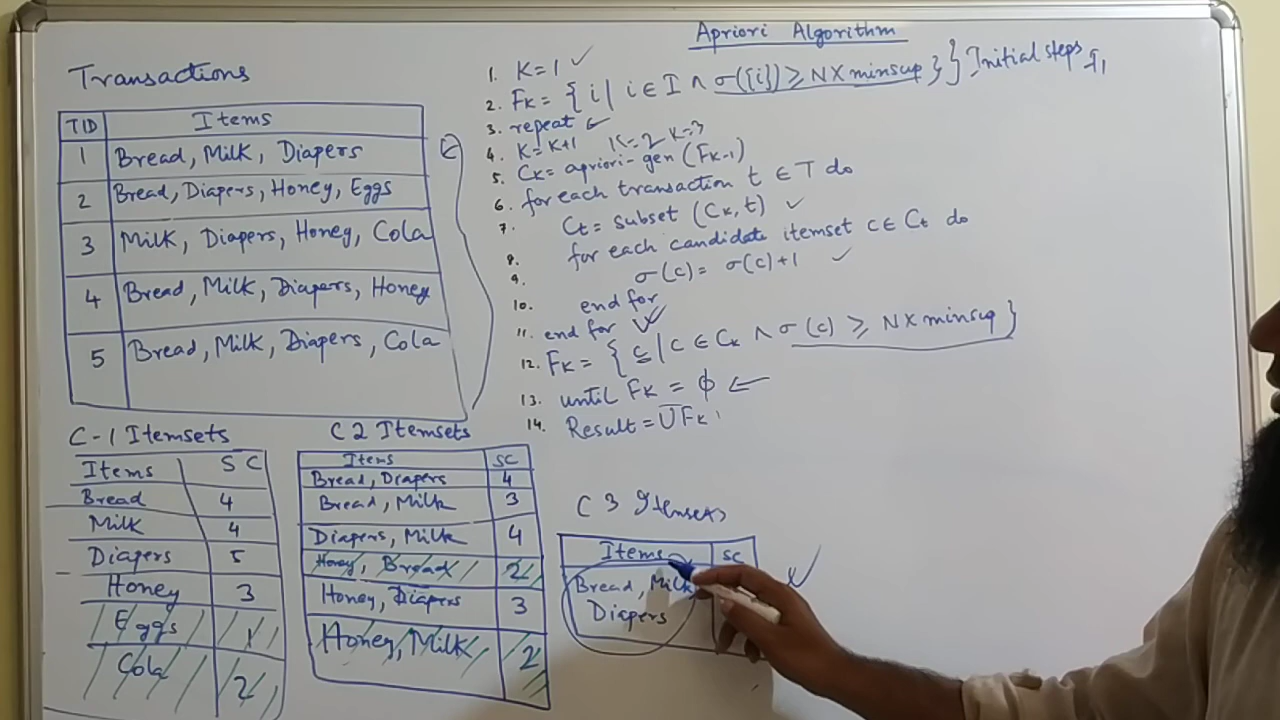 Apriori Algorithm
Transactions
TID Items
1 Bread, Milk, Diapers
2 Bread, Diapers, Honey, Eggs
3 Milk, Diapers, Honey, Cola
4 Bread, Milk, Diapers, Honey
5 Bread, Milk, Diapers, Cola
1. K=1 ✓
2. Fk = { i | i ∈ I ∧ σ({i}) ≥ N X minsup } } Initial steps F1
3. repeat
4. K = K+1 K=2 K=3
5. Ck = apriori-gen (Fk-1)
6. for each transaction t ∈ T do
7. Ct = subset (Ck, t) ✓
8. for each candidate itemset c ∈ Ct do
9. σ(c) = σ(c)+1 ✓
10. end for
11. end for
12. Fk = { c | c ∈ Ck ∧ σ(c) ≥ N X minsup }
13. until Fk = ϕ ←
14. Result = ∪Fk
C-1 Itemsets
Items SC
Bread 4
Milk 4
Diapers 5
Honey 3
Eggs 1
Cola 2
C2 Itemsets
Items SC
Bread, Diapers 4
Bread, Milk 3
Diapers, Milk 4
Honey, Bread 2
Honey, Diapers 3
Honey, Milk 2
C 3 Itemsets
Items SC
Bread, Milk
Diapers